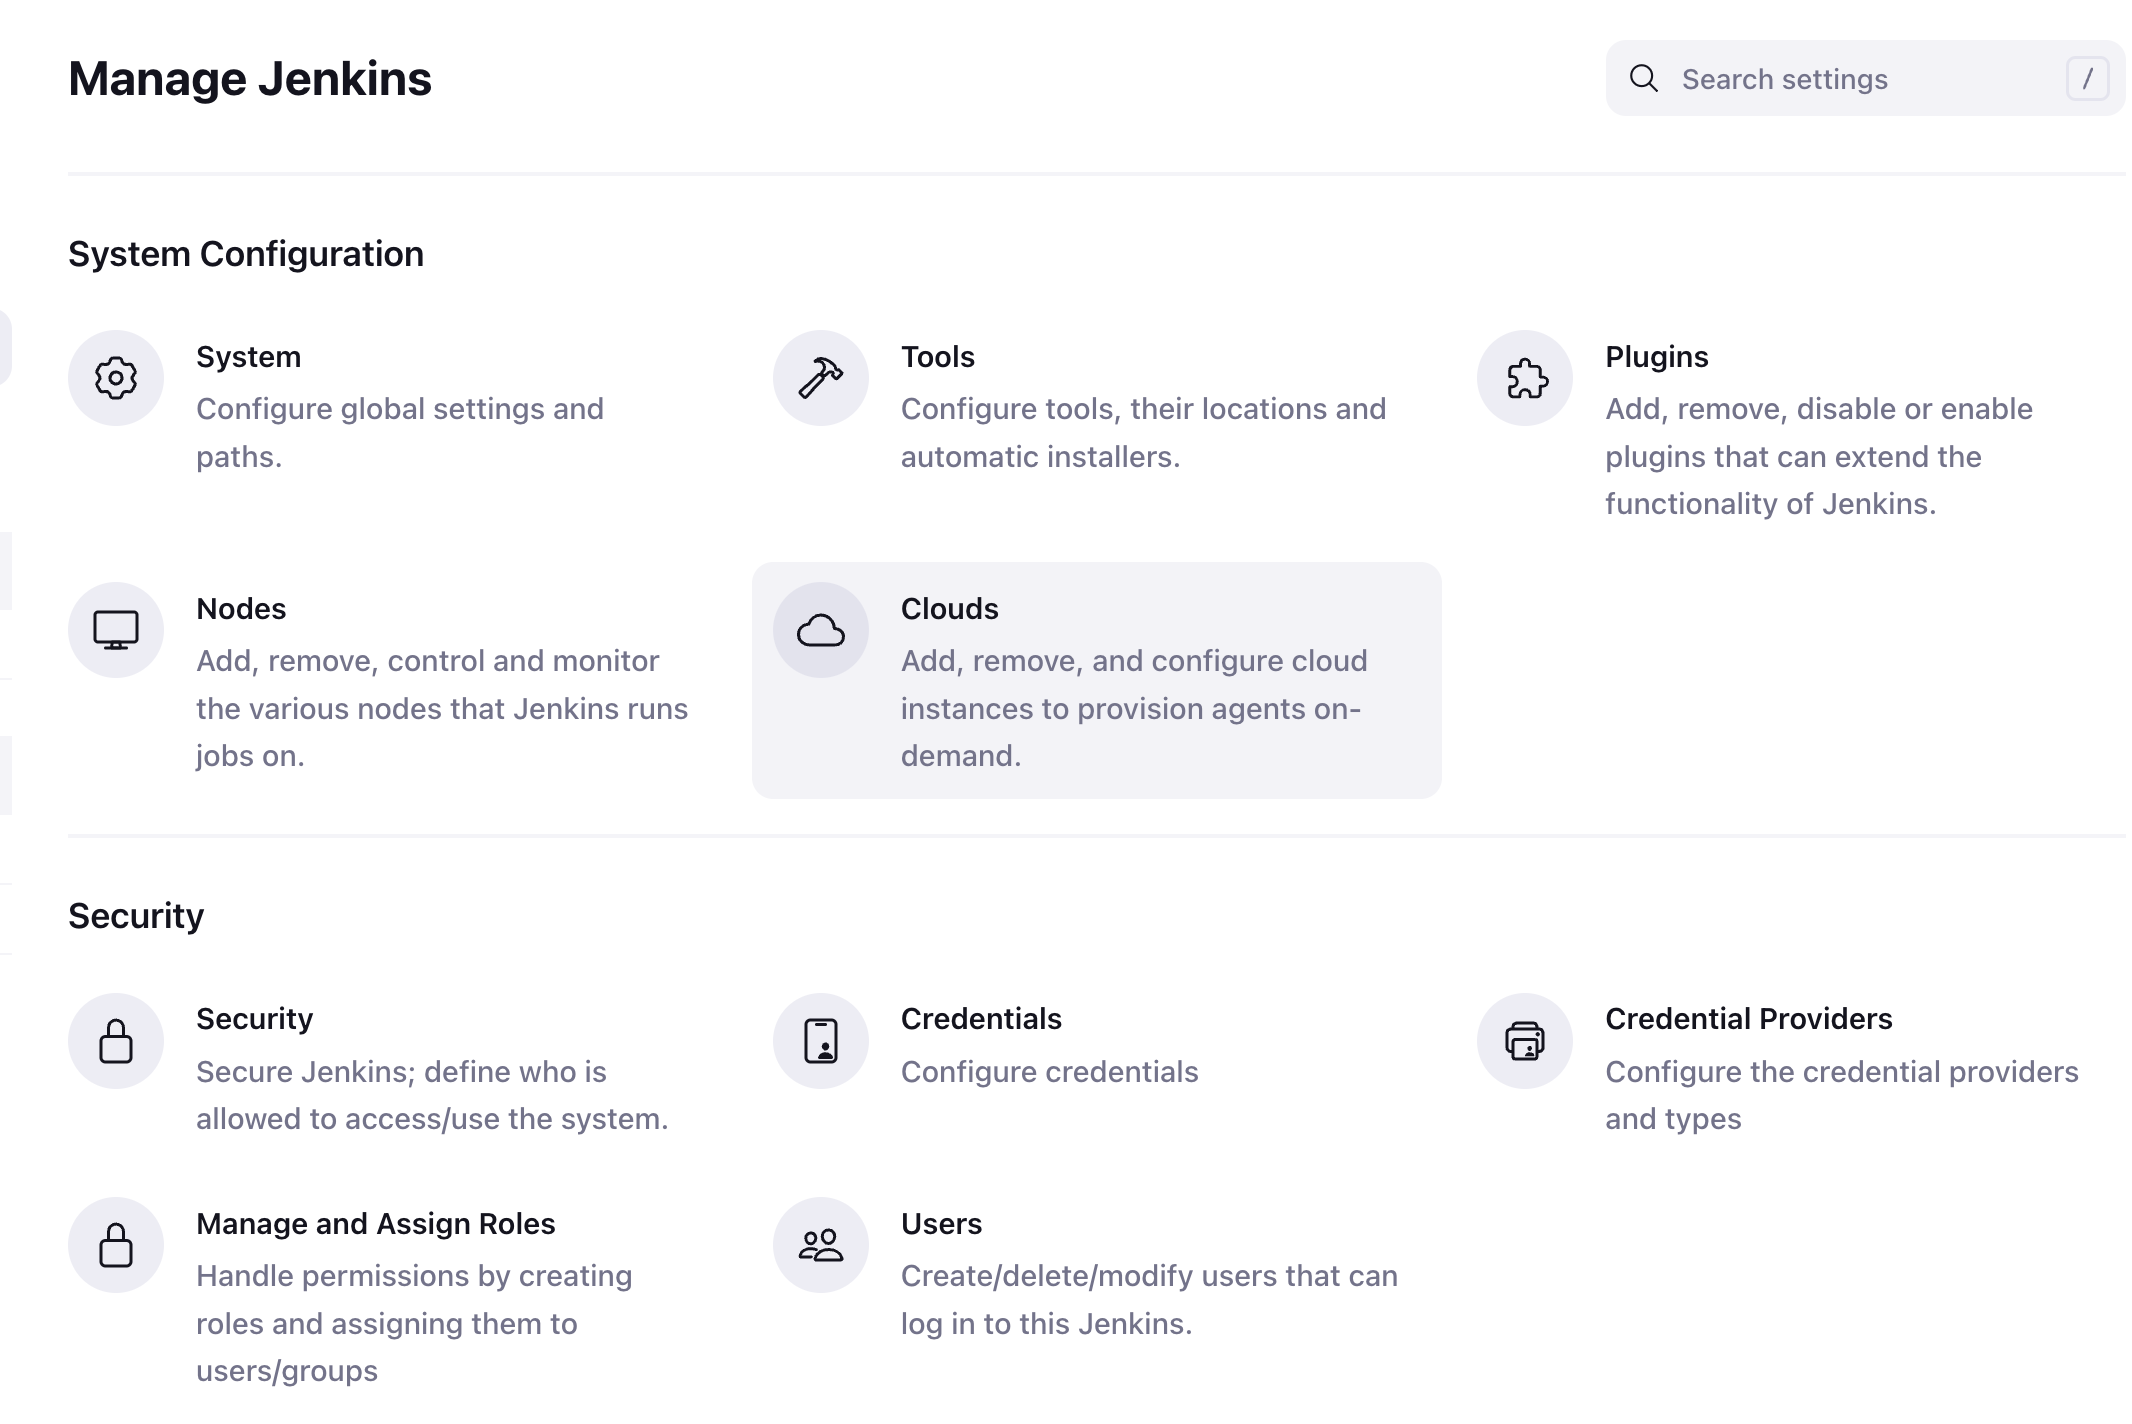 Manage Jenkins
Search settings
/
System Configuration
System
Configure global settings and
paths.
Tools
Configure tools, their locations and
automatic installers.
Plugins
Add, remove, disable or enable
plugins that can extend the
functionality of Jenkins.
Nodes
Add, remove, control and monitor
the various nodes that Jenkins runs
jobs on.
Clouds
Add, remove, and configure cloud
instances to provision agents on-
demand.
Security
Security
Secure Jenkins; define who is
allowed to access/use the system.
Credentials
Configure credentials
Credential Providers
Configure the credential providers
and types
Manage and Assign Roles
Handle permissions by creating
roles and assigning them to
users/groups
Users
Create/delete/modify users that can
log in to this Jenkins.